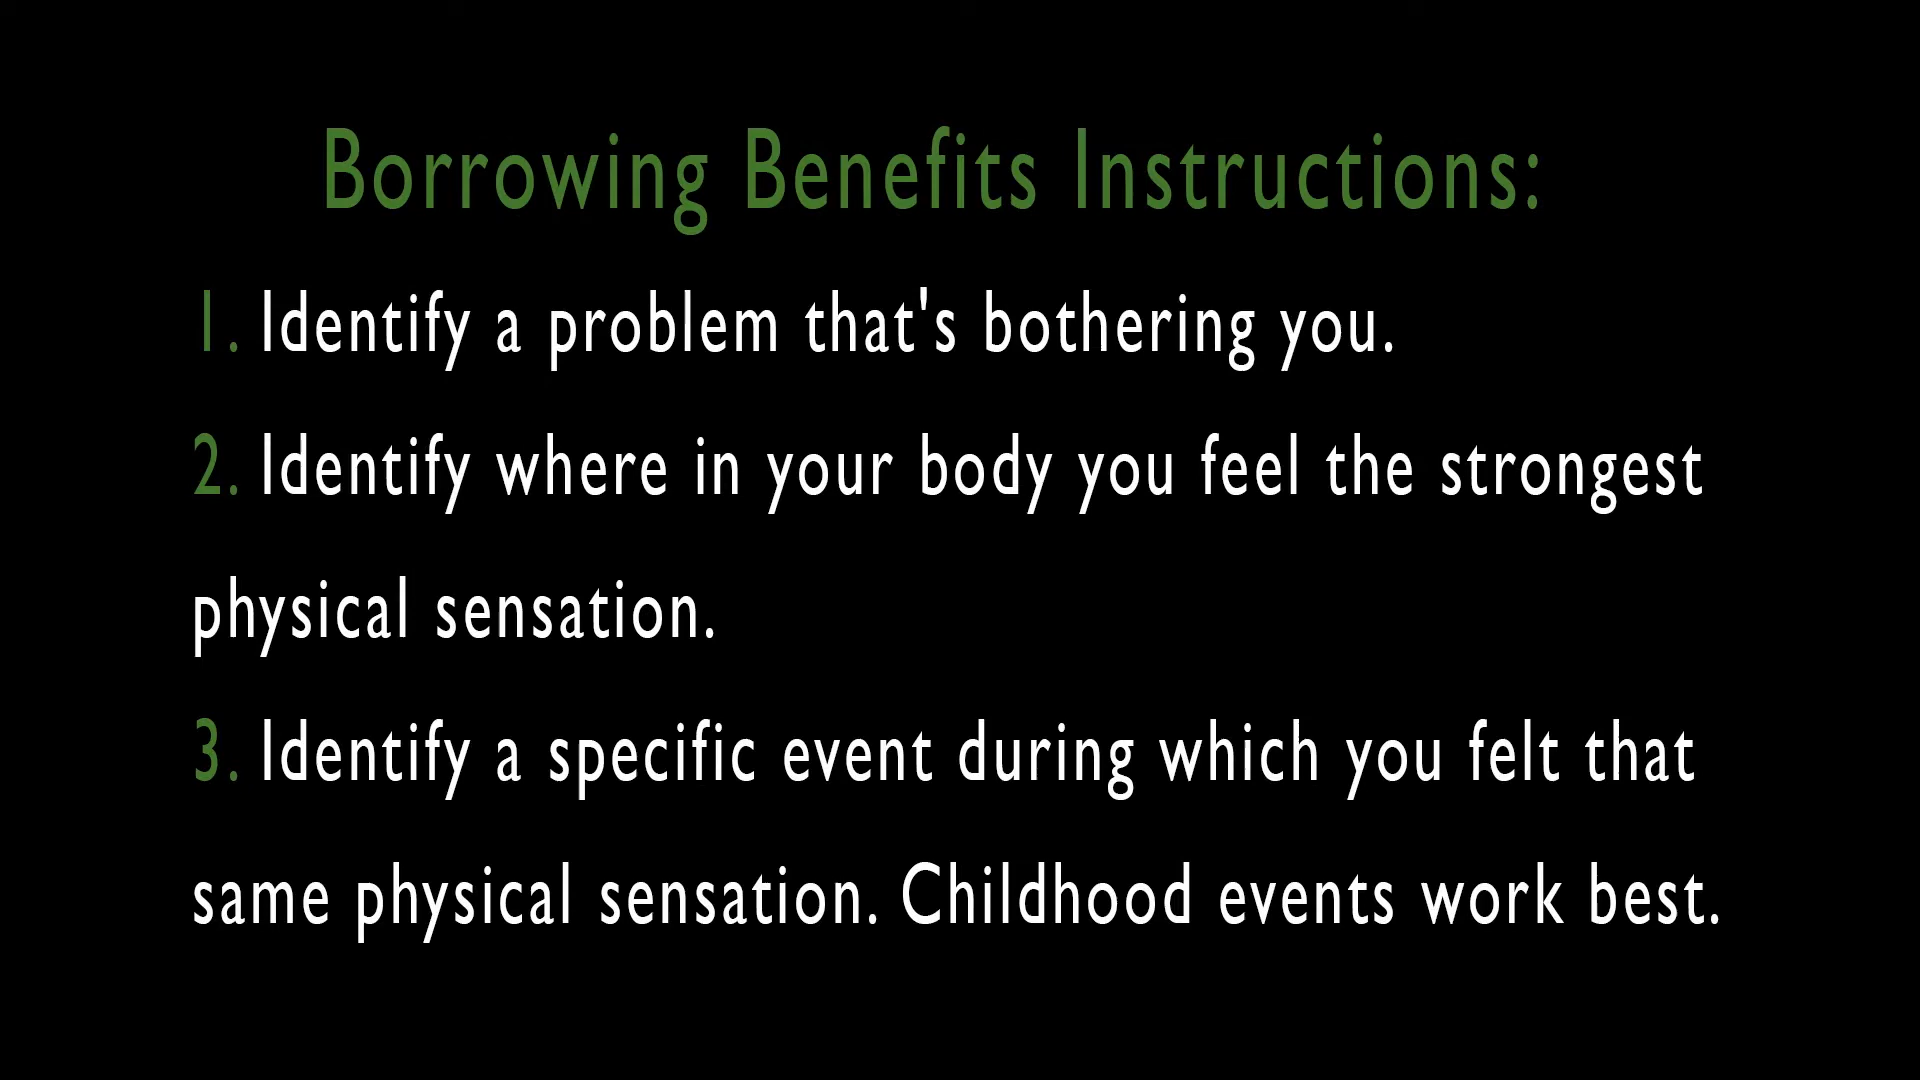 Borrowing Benefits Instructions:
1. Identify a problem that's bothering you.
2. Identify where in your body you feel the strongest
physical sensation.
3. Identify a specific event during which you felt that
same physical sensation. Childhood events work best.